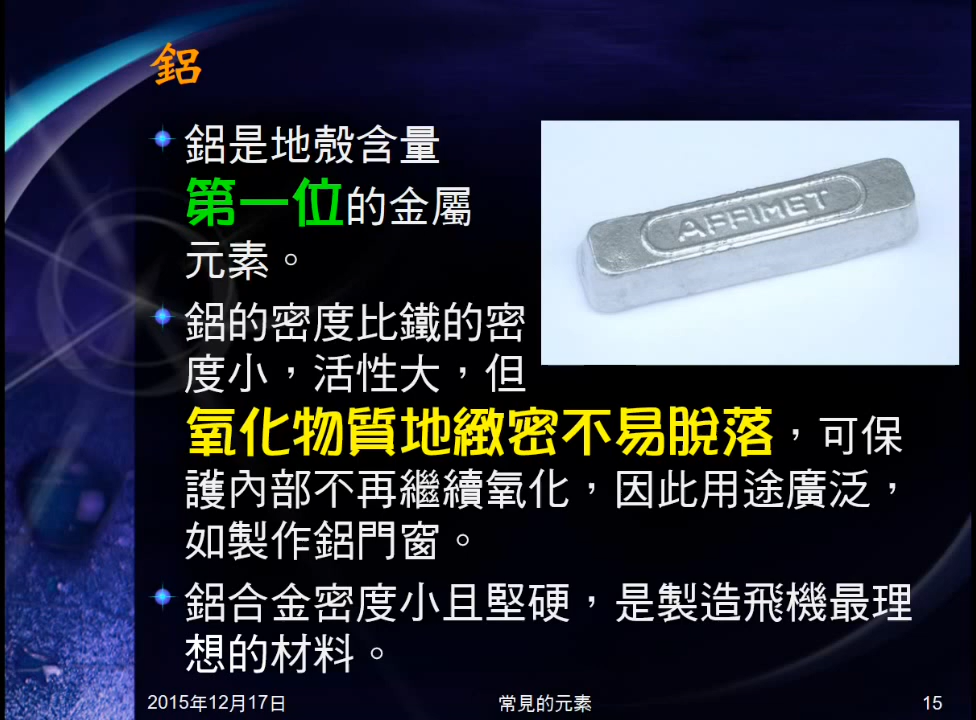 鋁
鋁是地殼含量
第一位的金屬
元素。
AFFIMET
鋁的密度比鐵的密
度小，活性大，但
氧化物質地緻密不易脫落，可保
護內部不再繼續氧化，因此用途廣泛，
如製作鋁門窗。
鋁合金密度小且堅硬，是製造飛機最理
想的材料。
2015年12月17日
常見的元素
15